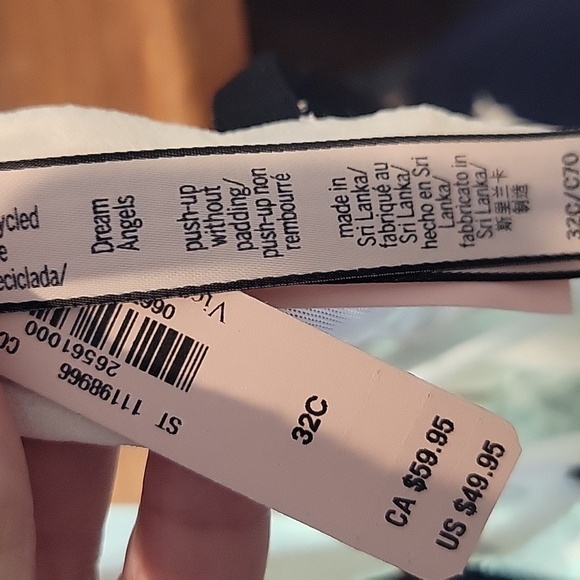 cycled
e
eciclada/
Dream
Angels
push-up
without
padding/
push-up non
rembourré
made in
Sri Lanka/
fabriqué au
Sri Lanka/
hecho en Sri
Lanka/
fabbricato in
Sri Lanka/
斯里兰卡
制造
32C/C70
26561000
ST 11198966
32C
CA $59.95
US $49.95